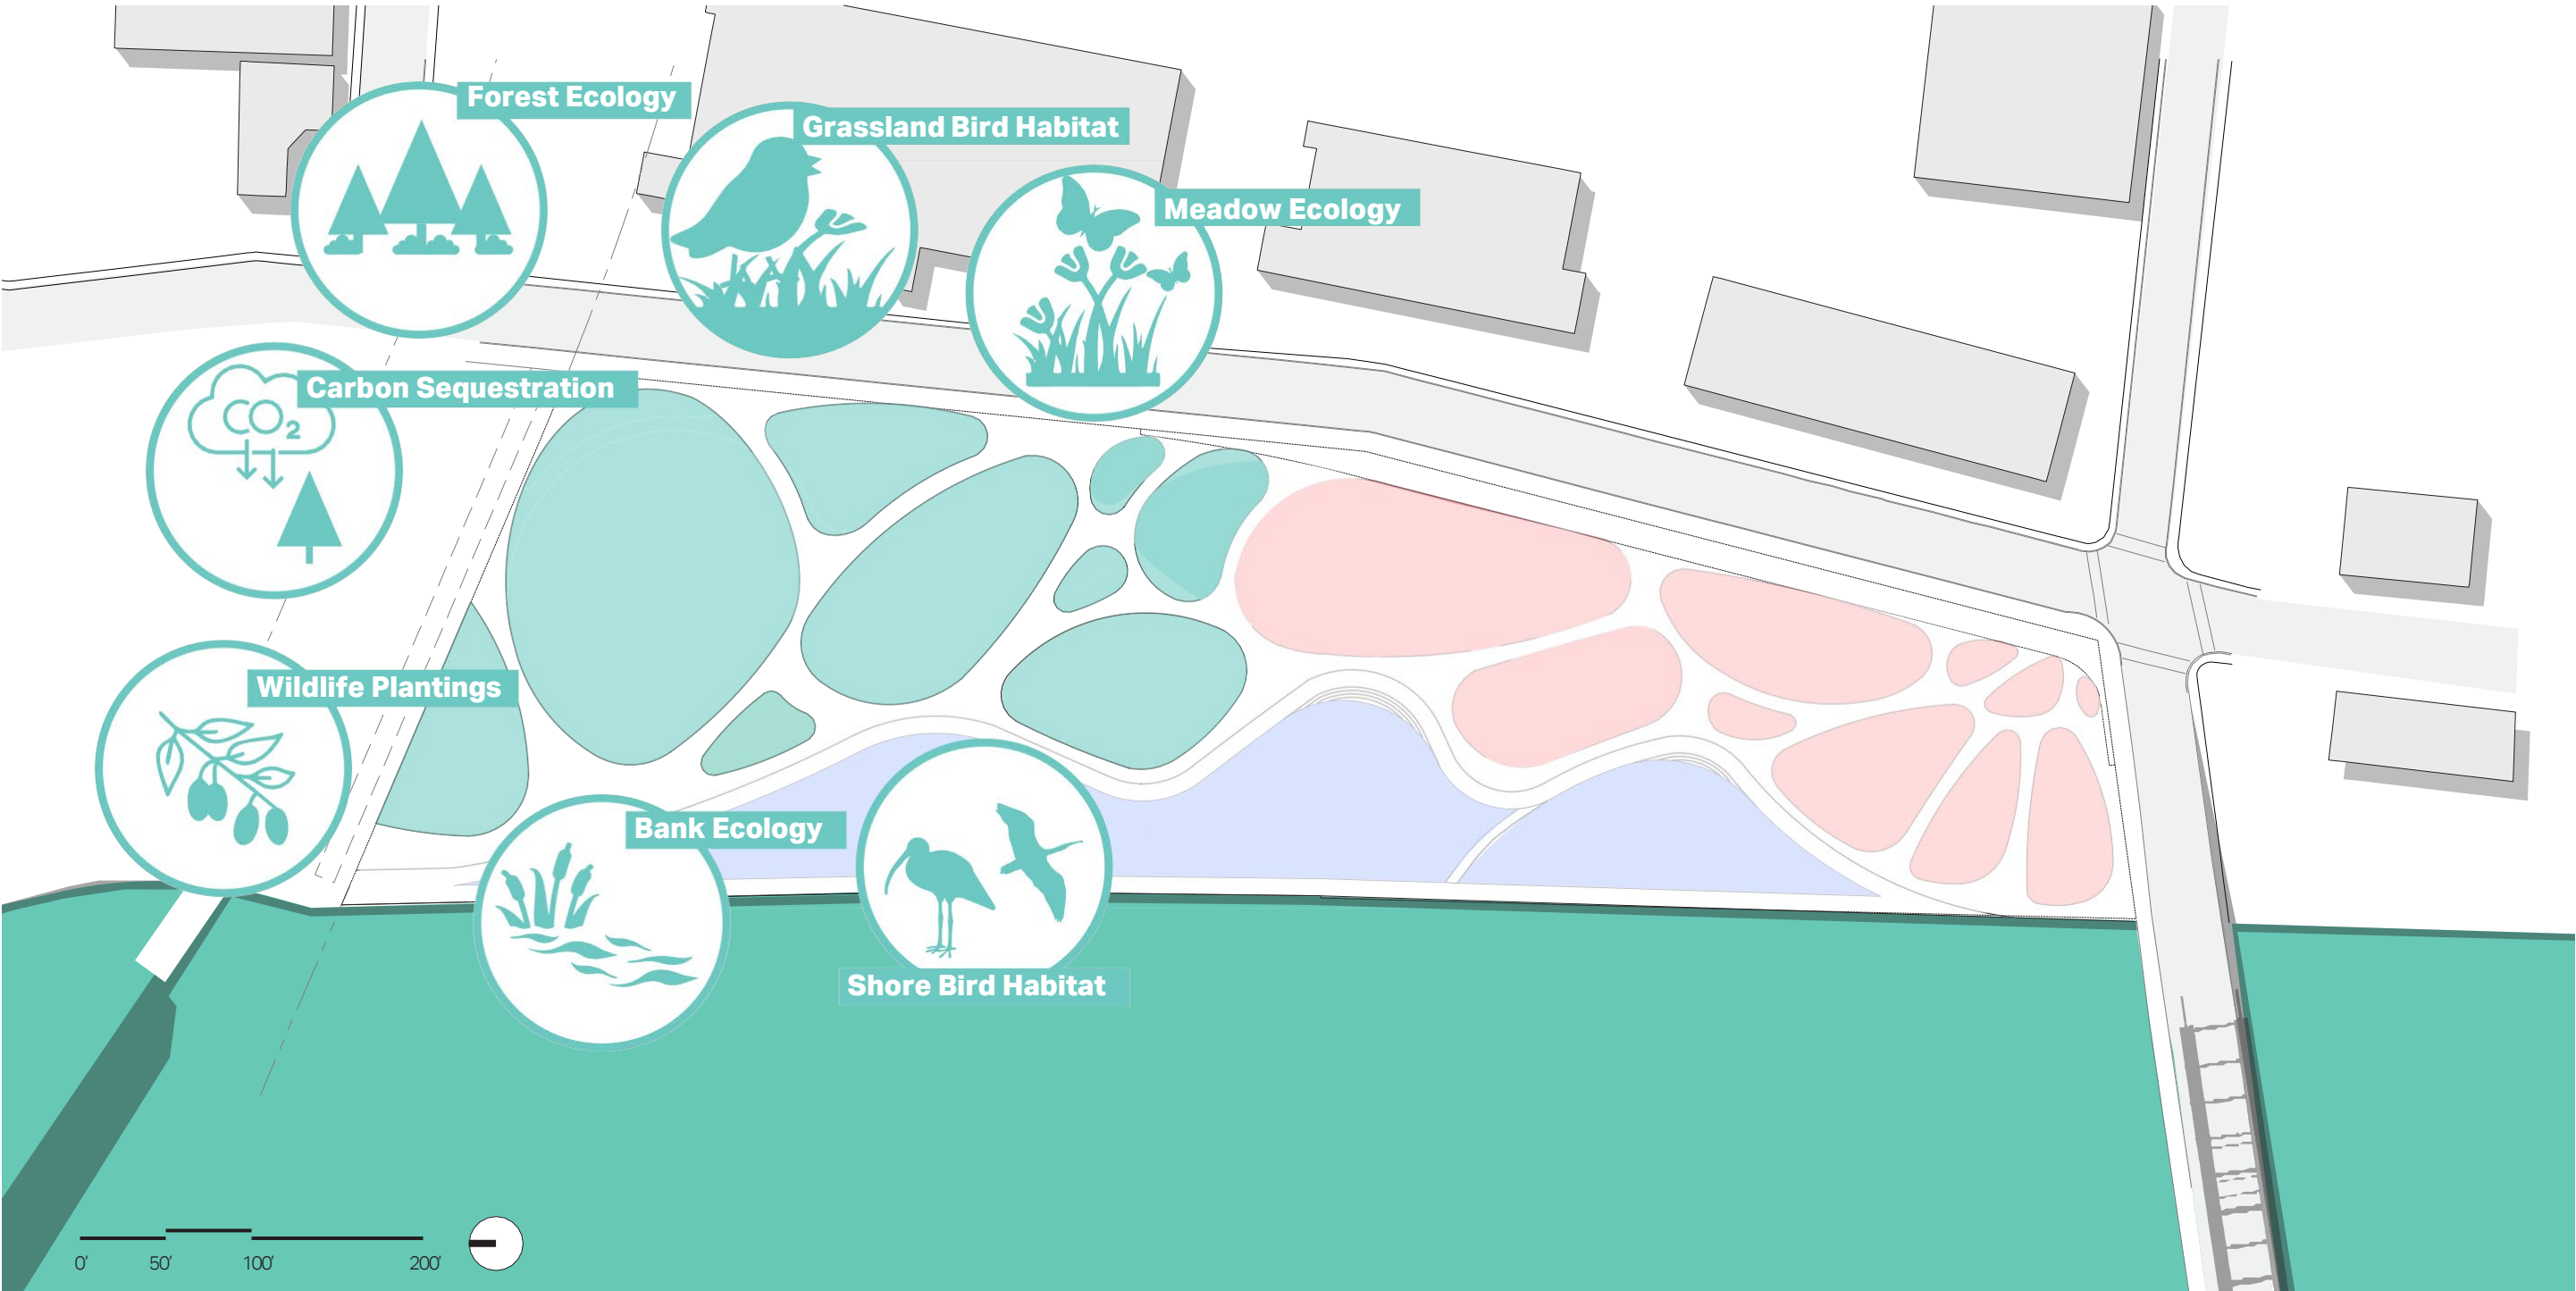 Forest Ecology
Grassland Bird Habitat
Meadow Ecology
Carbon Sequestration
CO2
Wildlife Plantings
Bank Ecology
Shore Bird Habitat
0' 50' 100' 200'